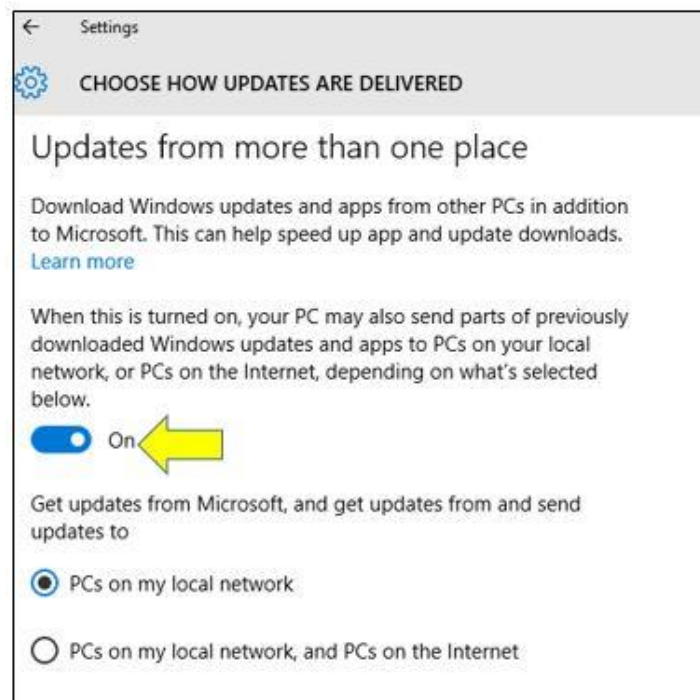 Settings
CHOOSE HOW UPDATES ARE DELIVERED
Updates from more than one place
Download Windows updates and apps from other PCs in addition
to Microsoft. This can help speed up app and update downloads.
Learn more
When this is turned on, your PC may also send parts of previously
downloaded Windows updates and apps to PCs on your local
network, or PCs on the Internet, depending on what's selected
below.
On
Get updates from Microsoft, and get updates from and send
updates to
PCs on my local network
PCs on my local network, and PCs on the Internet